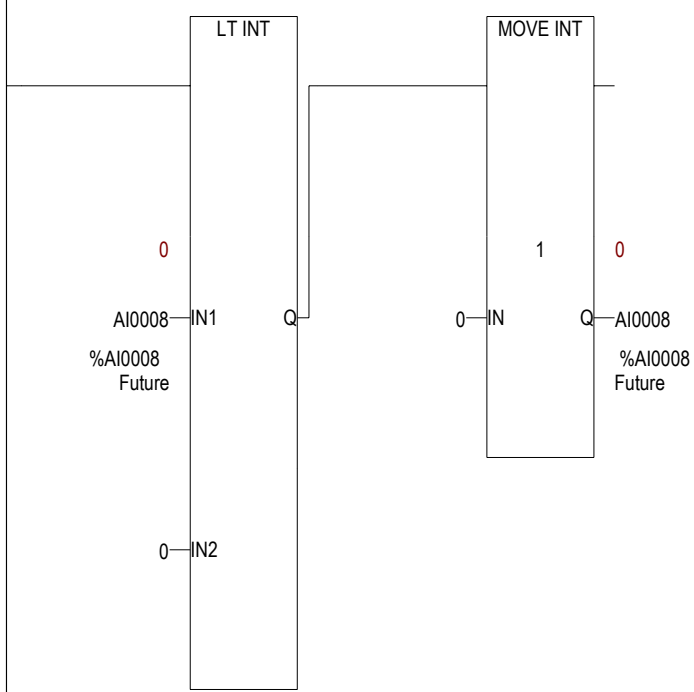 LT INT
MOVE INT
0
1
0
AI0008 IN1 Q
0 IN Q AI0008
%AI0008
Future
%AI0008
Future
0 IN2